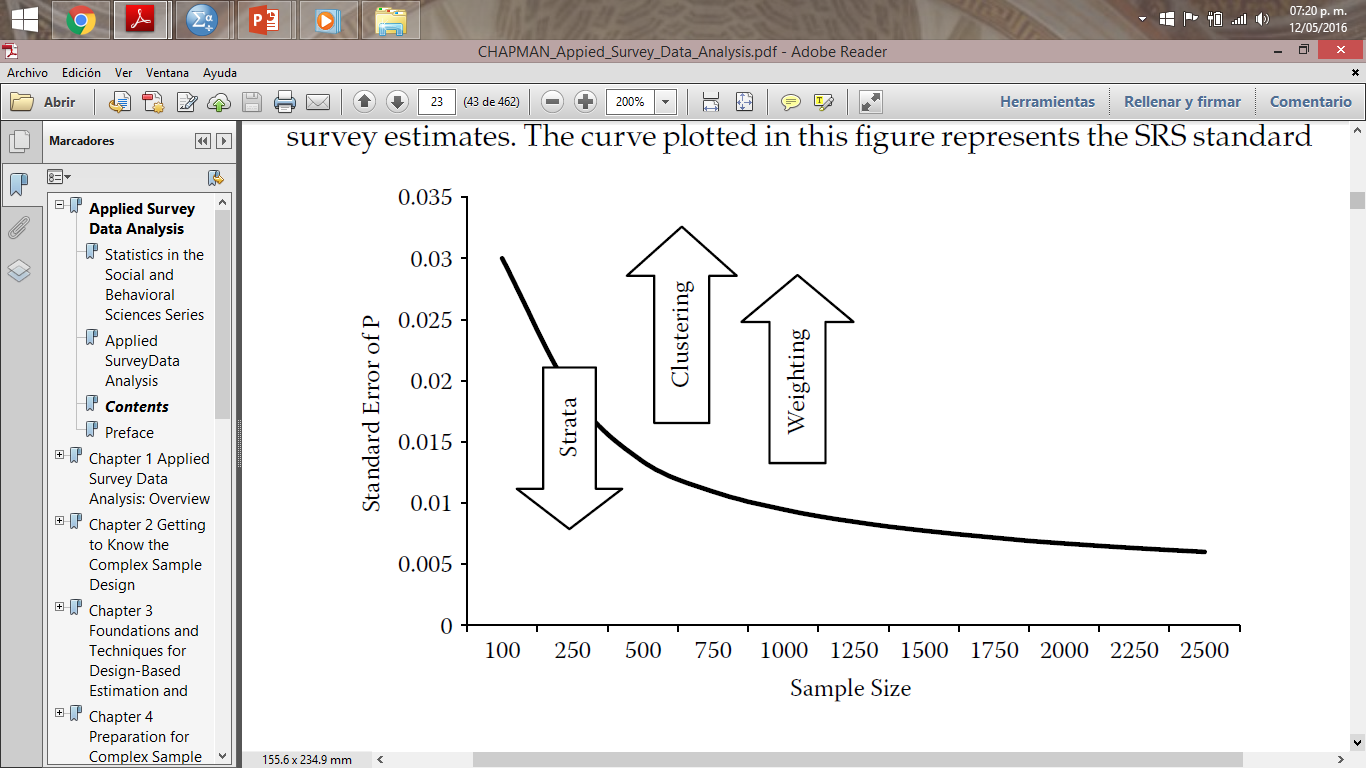 07:20 p. m.
12/05/2016
CHAPMAN_Appied_Survey_Data_Analysis.pdf - Adobe Reader
Archivo Edición Ver Ventana Ayuda
Abrir 23 (43 de 462) 200% Herramientas Rellenar y firmar Comentario
Marcadores
Applied Survey
Data Analysis
Statistics in the
Social and
Behavioral
Sciences Series
Applied
SurveyData
Analysis
Contents
Preface
Chapter 1 Applied
Survey Data
Analysis: Overview
Chapter 2 Getting
to Know the
Complex Sample
Design
Chapter 3
Foundations and
Techniques for
Design-Based
Estimation and
Chapter 4
Preparation for
Complex Sample
survey estimates. The curve plotted in this figure represents the SRS standard
Standard Error of P
0.035
0.03
0.025
0.02
0.015
0.01
0.005
0
Strata
Clustering
Weighting
100 250 500 750 1000 1250 1500 1750 2000 2250 2500
Sample Size
155.6 x 234.9 mm